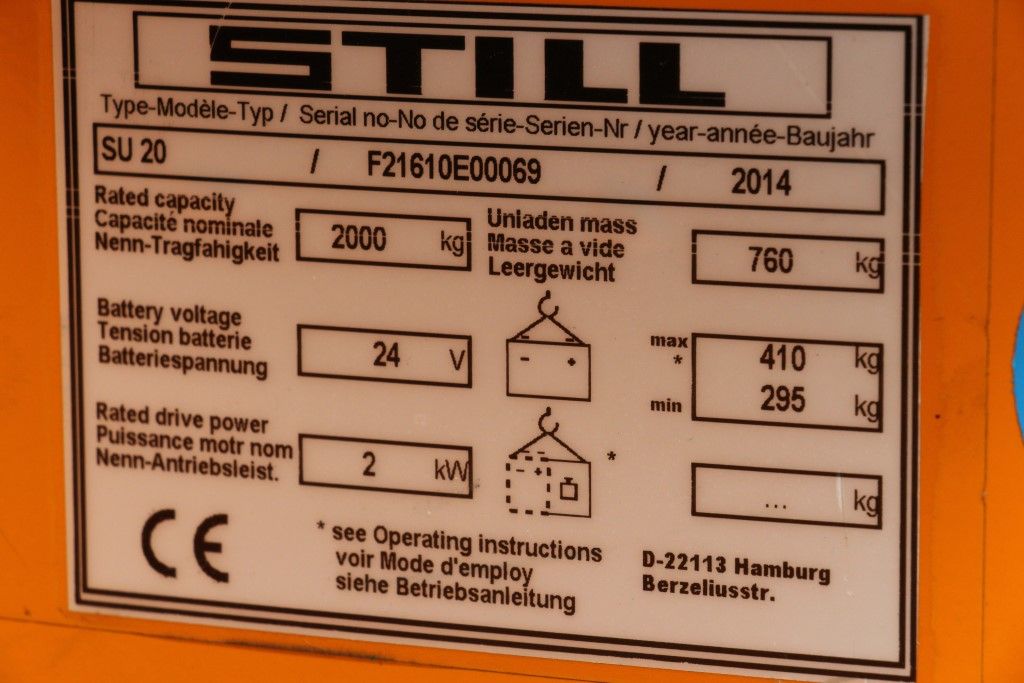 STILL
Type-Modèle-Typ / Serial no-No de série-Serien-Nr / year-année-Baujahr
SU 20 / F21610E00069 / 2014
Rated capacity
Capacité nominale
Nenn-Tragfahigkeit
2000 kg
Unladen mass
Masse a vide
Leergewicht
760 kg
Battery voltage
Tension batterie
Batteriespannung
24 V
- +
max
*
min
410 kg
295 kg
Rated drive power
Puissance motr nom
Nenn-Antriebsleist.
2 kW
- +
*
... kg
CE
* see Operating instructions
voir Mode d'employ
siehe Betriebsanleitung
D-22113 Hamburg
Berzeliusstr.